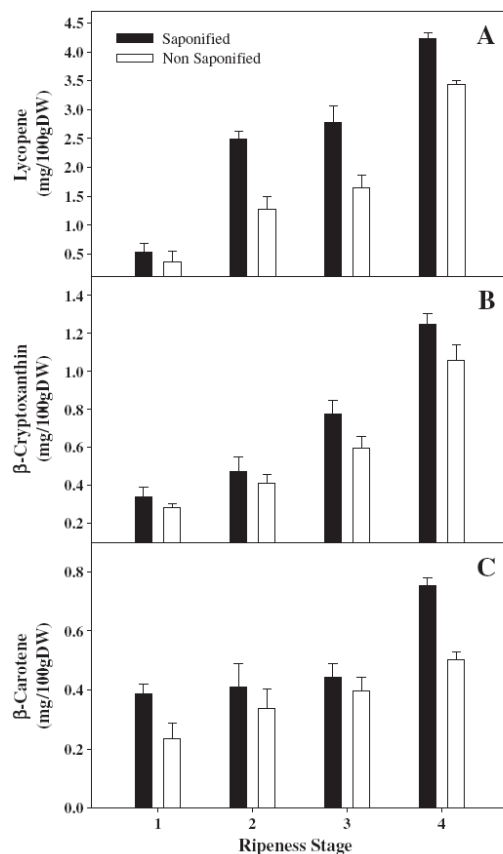 A
Saponified
Non Saponified
Lycopene
(mg/100gDW)
4.5
4.0
3.5
3.0
2.5
2.0
1.5
1.0
0.5
B
β-Cryptoxanthin
(mg/100gDW)
1.4
1.2
1.0
0.8
0.6
0.4
0.2
C
β-Carotene
(mg/100gDW)
0.8
0.6
0.4
0.2
0.0
1 2 3 4
Ripeness Stage